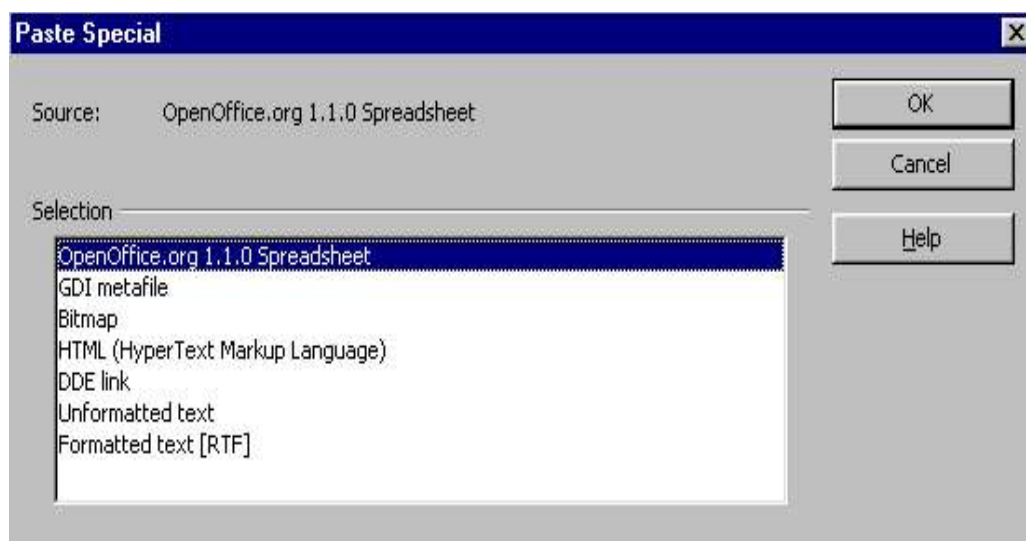 Paste Special
Source: OpenOffice.org 1.1.0 Spreadsheet
OK
Cancel
Help
Selection
OpenOffice.org 1.1.0 Spreadsheet
GDI metafile
Bitmap
HTML (HyperText Markup Language)
DDE link
Unformatted text
Formatted text [RTF]